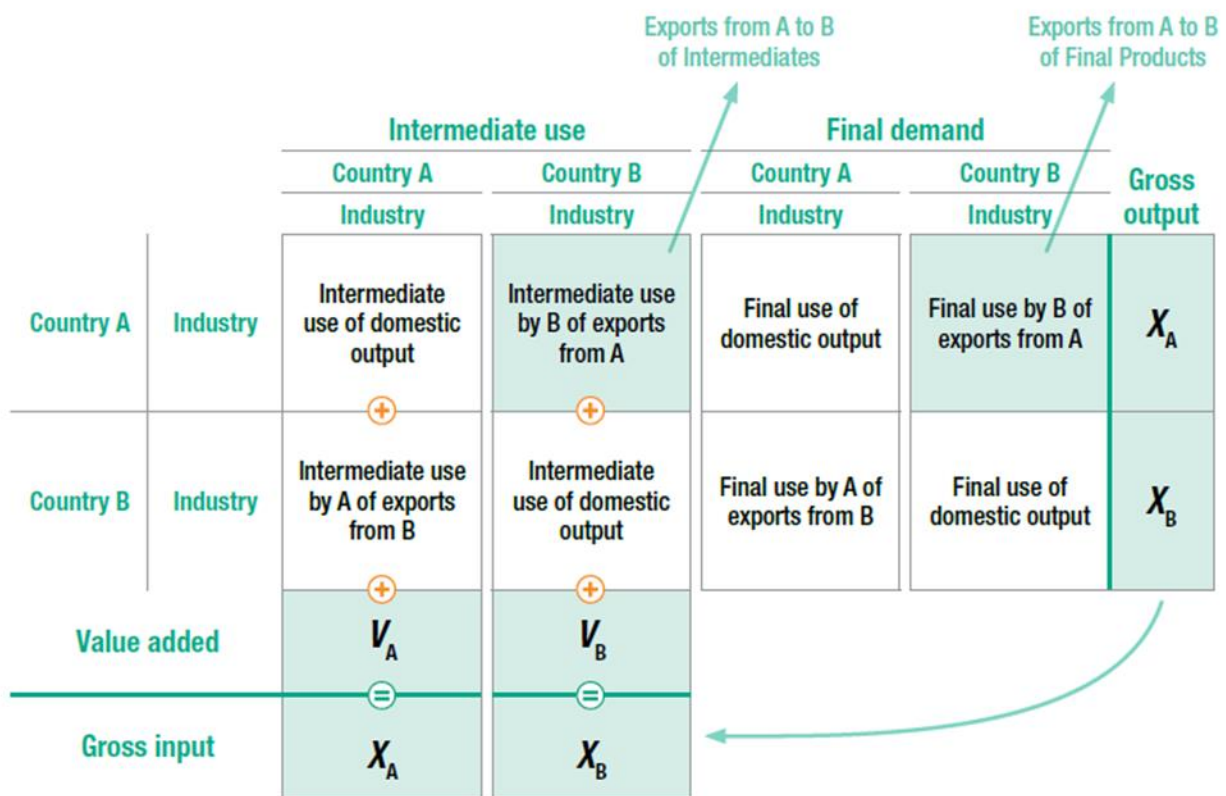 Exports from A to B
of Intermediates
Exports from A to B
of Final Products
Intermediate use
Final demand
Country A
Country B
Country A
Country B
Gross
output
Industry
Industry
Industry
Industry
Country A
Industry
Intermediate
use of domestic
output
Intermediate use
by B of exports
from A
Final use of
domestic output
Final use by B of
exports from A
XA
+
+
Country B
Industry
Intermediate use
by A of exports
from B
Intermediate
use of domestic
output
Final use by A of
exports from B
Final use of
domestic output
XB
+
+
Value added
VA
VB
=
=
Gross input
XA
XB